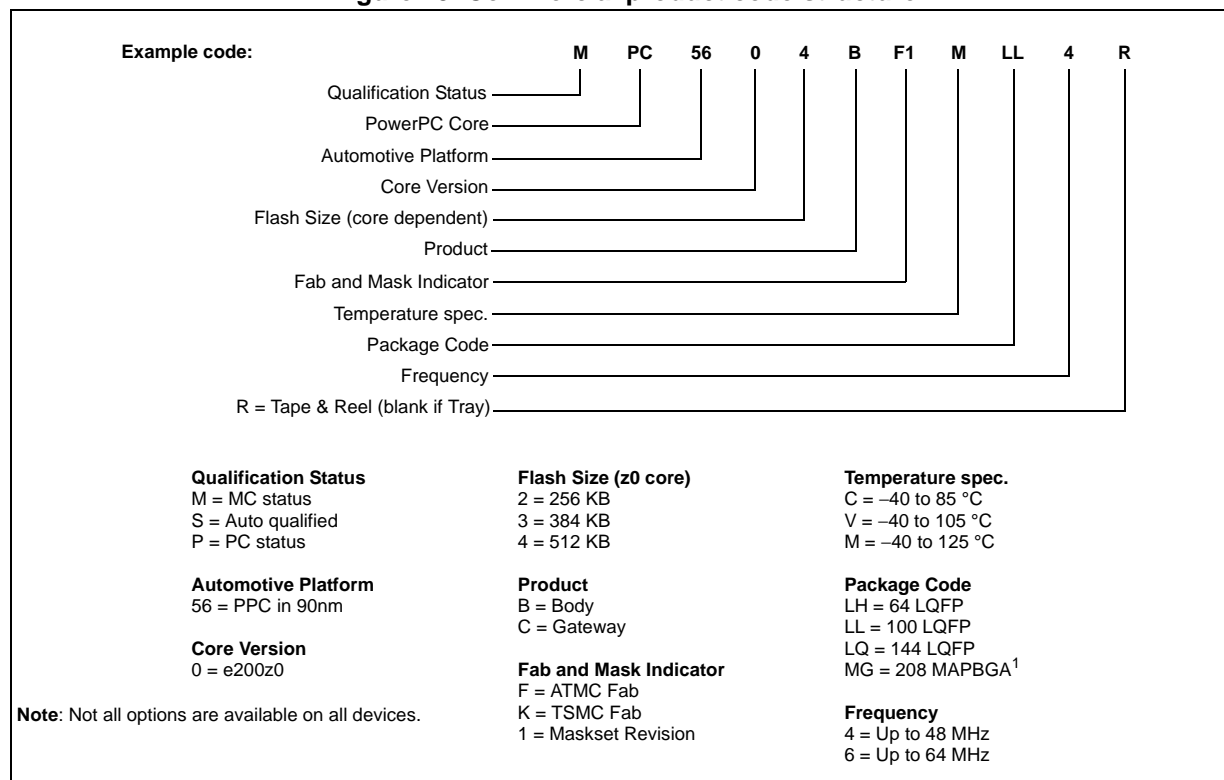 Example code: M PC 56 0 4 B F1 M LL 4 R
Qualification Status
PowerPC Core
Automotive Platform
Core Version
Flash Size (core dependent)
Product
Fab and Mask Indicator
Temperature spec.
Package Code
Frequency
R = Tape & Reel (blank if Tray)
Qualification Status
M = MC status
S = Auto qualified
P = PC status
Automotive Platform
56 = PPC in 90nm
Core Version
0 = e200z0
Note: Not all options are available on all devices.
Flash Size (z0 core)
2 = 256 KB
3 = 384 KB
4 = 512 KB
Product
B = Body
C = Gateway
Fab and Mask Indicator
F = ATMC Fab
K = TSMC Fab
1 = Maskset Revision
Temperature spec.
C = −40 to 85 °C
V = −40 to 105 °C
M = −40 to 125 °C
Package Code
LH = 64 LQFP
LL = 100 LQFP
LQ = 144 LQFP
MG = 208 MAPBGA1
Frequency
4 = Up to 48 MHz
6 = Up to 64 MHz